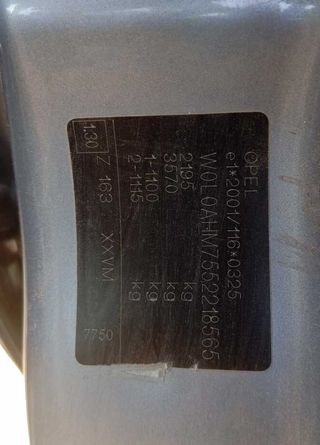 OPEL
e1*2001/116*0325
W0L0AHM7552218565
2195 kg
3570 kg
1-1100 kg
2-1115 kg
130 Z 163 XXVM 7750